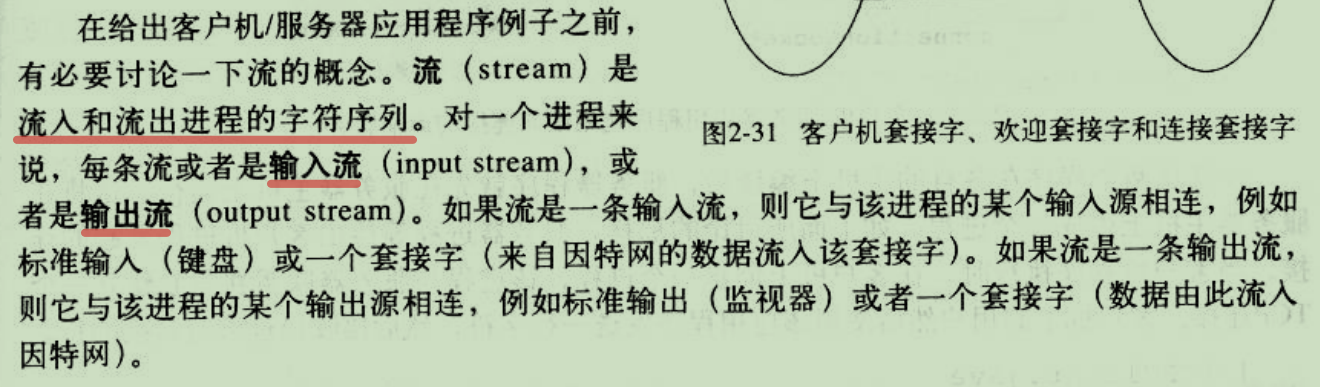 在给出客户机/服务器应用程序例子之前，
有必要讨论一下流的概念。流（stream）是
流入和流出进程的字符序列。对一个进程来
说，每条流或者是输入流（input stream），或
图2-31 客户机套接字、欢迎套接字和连接套接字
者是输出流（output stream）。如果流是一条输入流，则它与该进程的某个输入源相连，例如
标准输入（键盘）或一个套接字（来自因特网的数据流入该套接字）。如果流是一条输出流，
则它与该进程的某个输出源相连，例如标准输出（监视器）或者一个套接字（数据由此流入
因特网）。